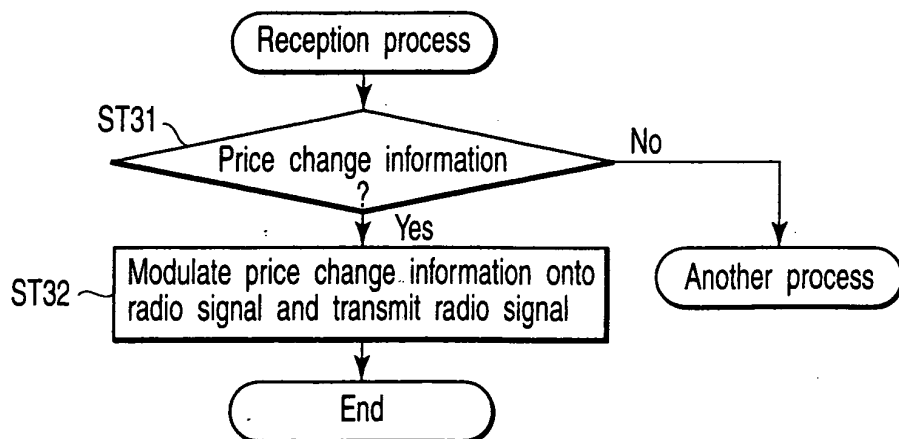 Reception process
ST31
Price change information
?
No
Yes
ST32
Modulate price change information onto
radio signal and transmit radio signal
Another process
End